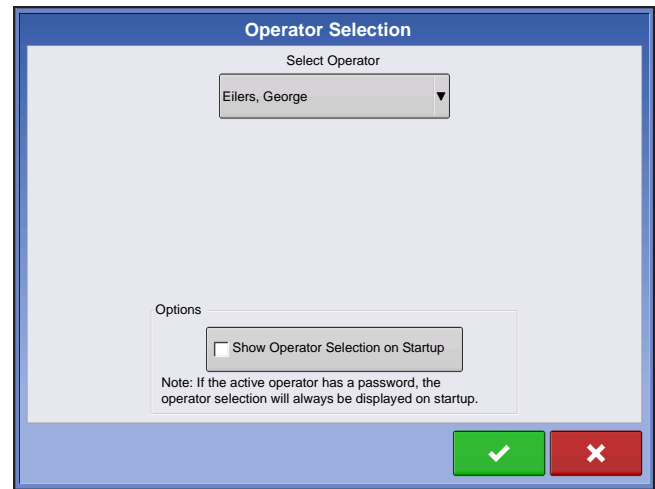 Operator Selection
Select Operator
Eilers, George
Options
Show Operator Selection on Startup
Note: If the active operator has a password, the
operator selection will always be displayed on startup.